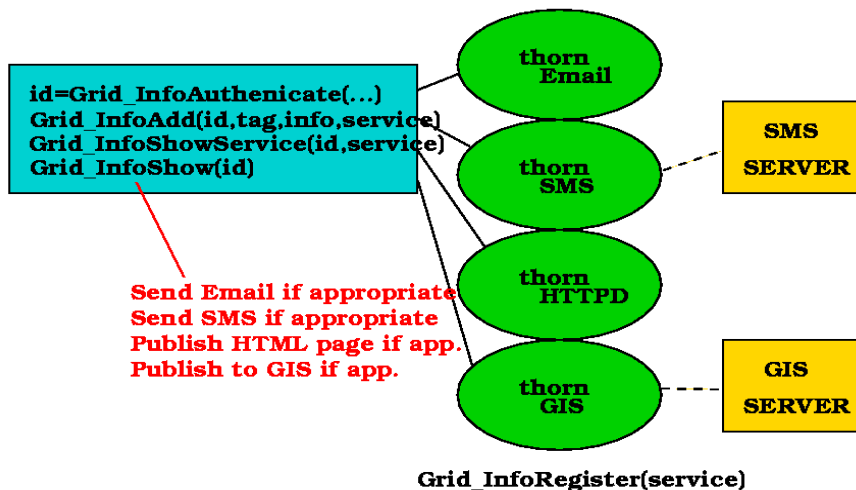 id=Grid_InfoAuthenicate(...)
Grid_InfoAdd(id,tag,info,service)
Grid_InfoShowService(id,service)
Grid_InfoShow(id)
Send Email if appropriate
Send SMS if appropriate
Publish HTML page if app.
Publish to GIS if app.
thorn
Email
thorn
SMS
thorn
HTTPD
thorn
GIS
SMS
SERVER
GIS
SERVER
Grid_InfoRegister(service)